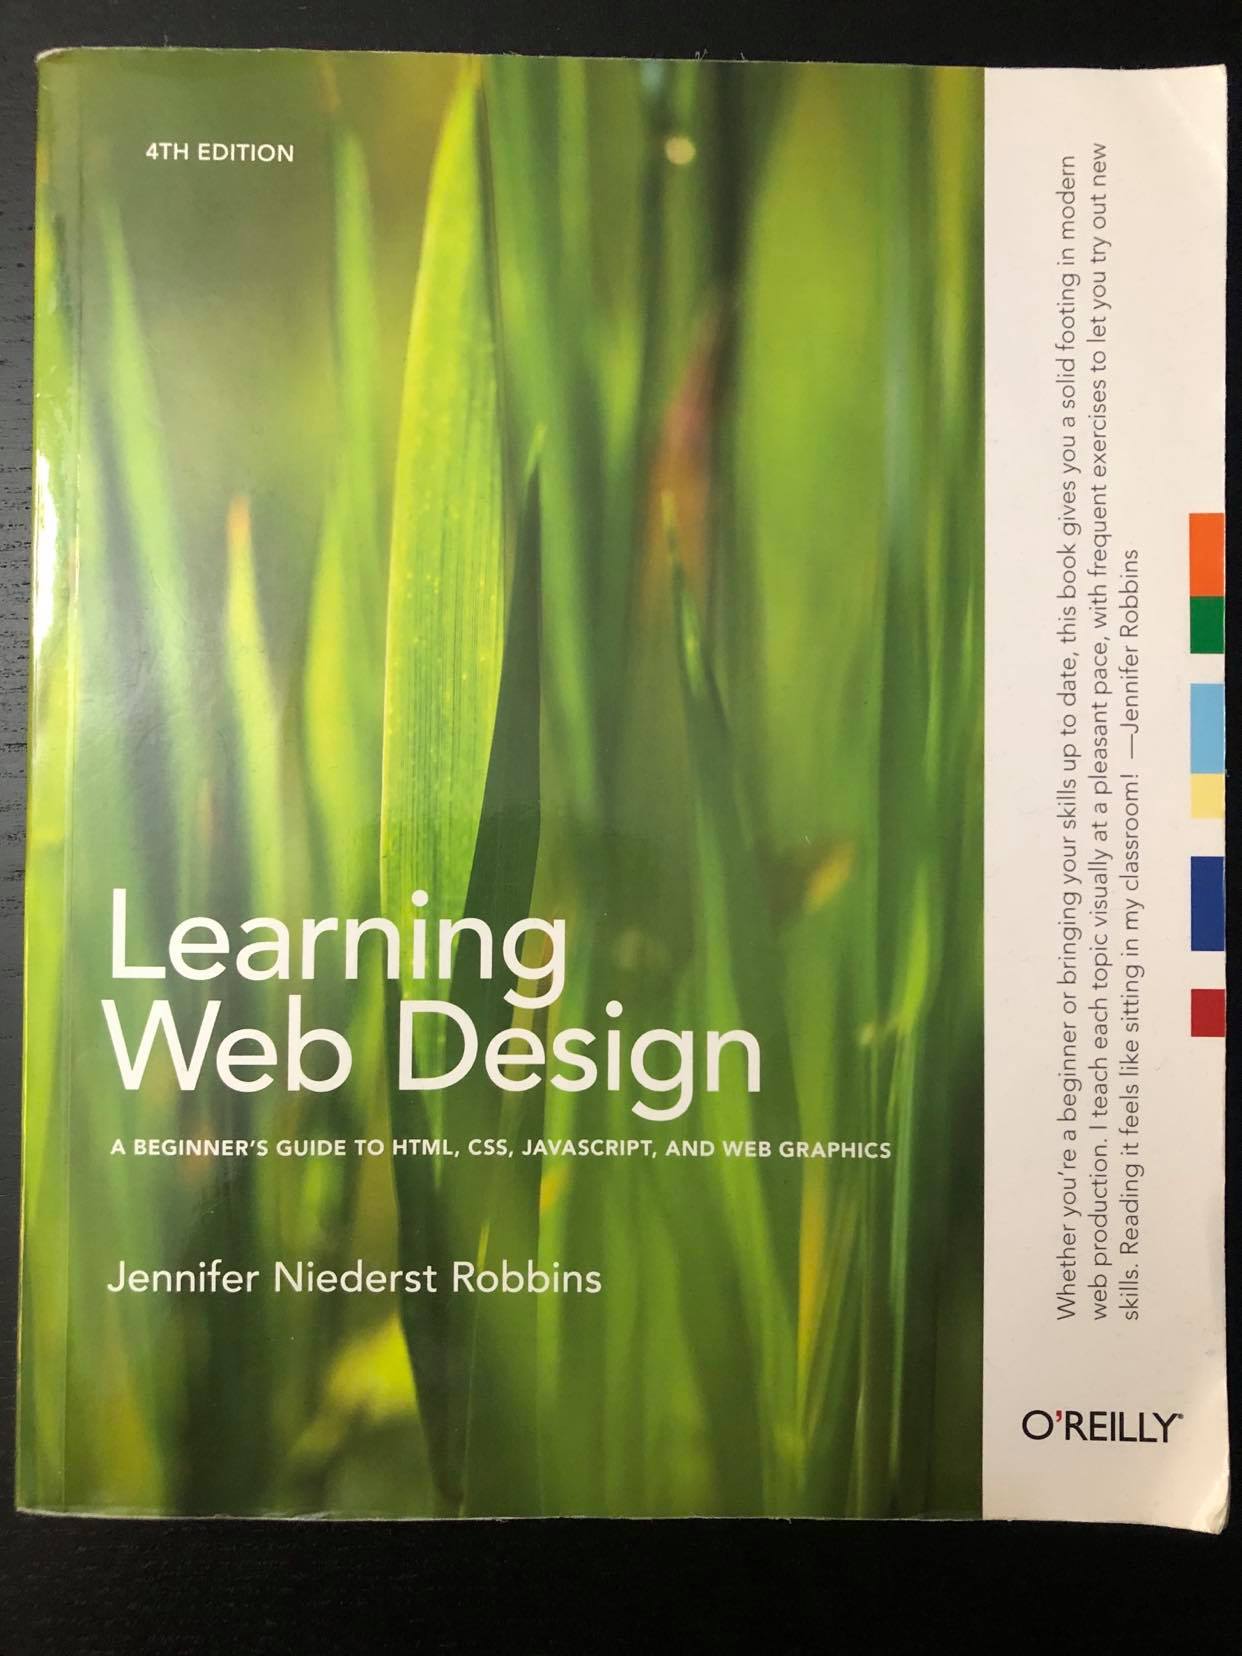 4TH EDITION
Learning
Web Design
A BEGINNER'S GUIDE TO HTML, CSS, JAVASCRIPT, AND WEB GRAPHICS
Jennifer Niederst Robbins
Whether you're a beginner or bringing your skills up to date, this book gives you a solid footing in modern
web production. I teach each topic visually at a pleasant pace, with frequent exercises to let you try out new
skills. Reading it feels like sitting in my classroom! —Jennifer Robbins
O'REILLY®